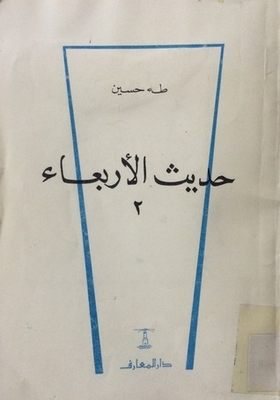 طه حسين
حديث الأربعاء
٢
دار المعارف